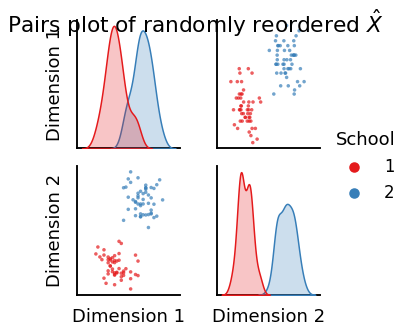 Pairs plot of randomly reordered X̂
Dimension 1
School
1
2
Dimension 2
Dimension 1
Dimension 2